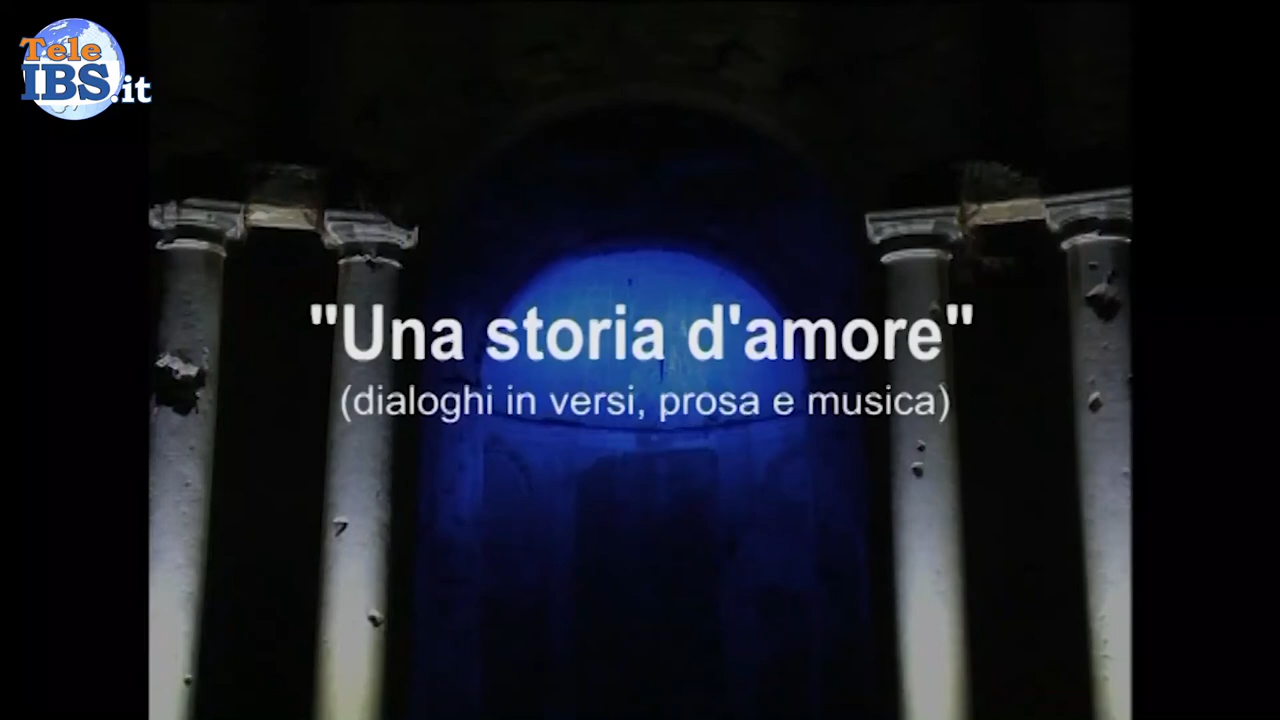 Tele
IBS.it
"Una storia d'amore"
(dialoghi in versi, prosa e musica)